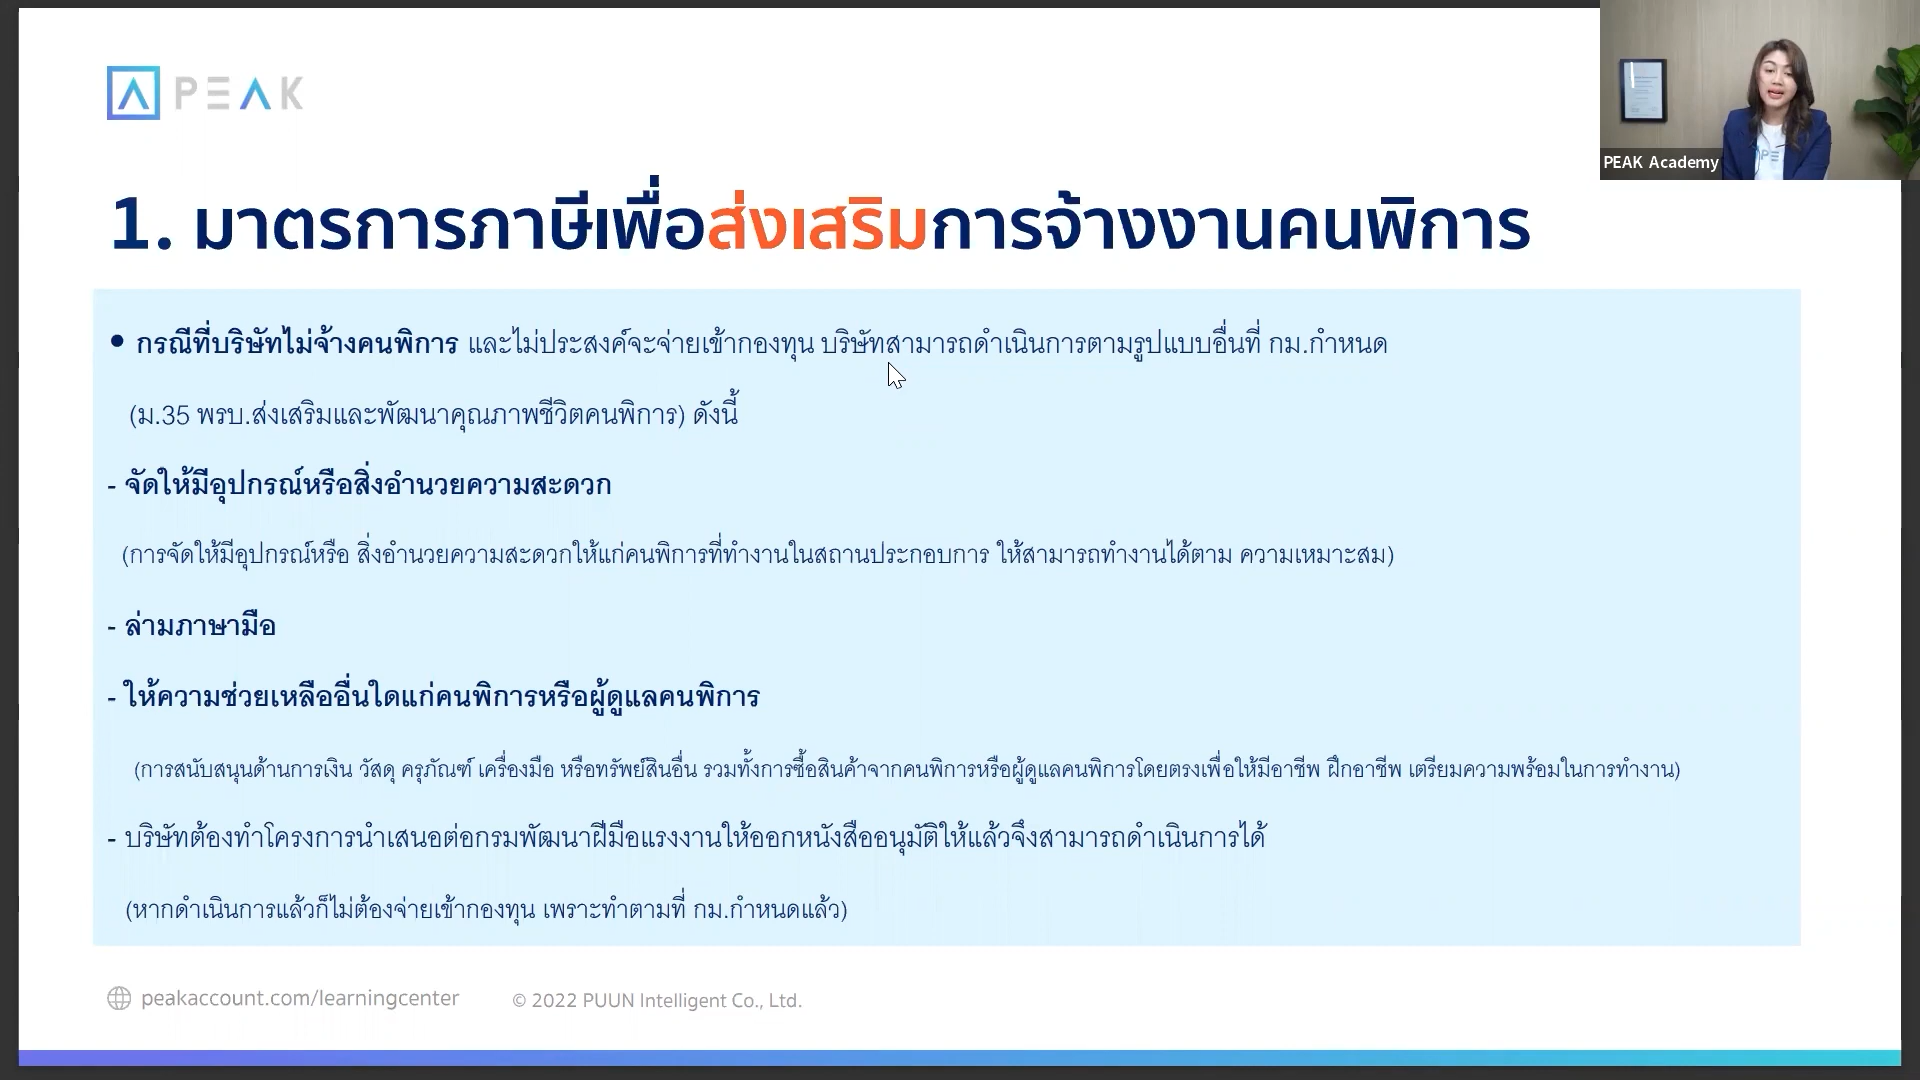 PEAK
PEAK Academy
1. มาตรการภาษีเพื่อส่งเสริมการจ้างงานคนพิการ
• กรณีที่บริษัทไม่จ้างคนพิการ และไม่ประสงค์จะจ่ายเข้ากองทุน บริษัทสามารถดำเนินการตามรูปแบบอื่นที่ กม.กำหนด
(ม.35 พรบ.ส่งเสริมและพัฒนาคุณภาพชีวิตคนพิการ) ดังนี้
- จัดให้มีอุปกรณ์หรือสิ่งอำนวยความสะดวก
(การจัดให้มีอุปกรณ์หรือ สิ่งอำนวยความสะดวกให้แก่คนพิการที่ทำงานในสถานประกอบการ ให้สามารถทำงานได้ตาม ความเหมาะสม)
- ล่ามภาษามือ
- ให้ความช่วยเหลืออื่นใดแก่คนพิการหรือผู้ดูแลคนพิการ
(การสนับสนุนด้านการเงิน วัสดุ ครุภัณฑ์ เครื่องมือ หรือทรัพย์สินอื่น รวมทั้งการซื้อสินค้าจากคนพิการหรือผู้ดูแลคนพิการโดยตรงเพื่อให้มีอาชีพ ฝึกอาชีพ เตรียมความพร้อมในการทำงาน)
- บริษัทต้องทำโครงการนำเสนอต่อกรมพัฒนาฝีมือแรงงานให้ออกหนังสืออนุมัติให้แล้วจึงสามารถดำเนินการได้
(หากดำเนินการแล้วก็ไม่ต้องจ่ายเข้ากองทุน เพราะทำตามที่ กม.กำหนดแล้ว)
peakaccount.com/learningcenter
© 2022 PUUN Intelligent Co., Ltd.